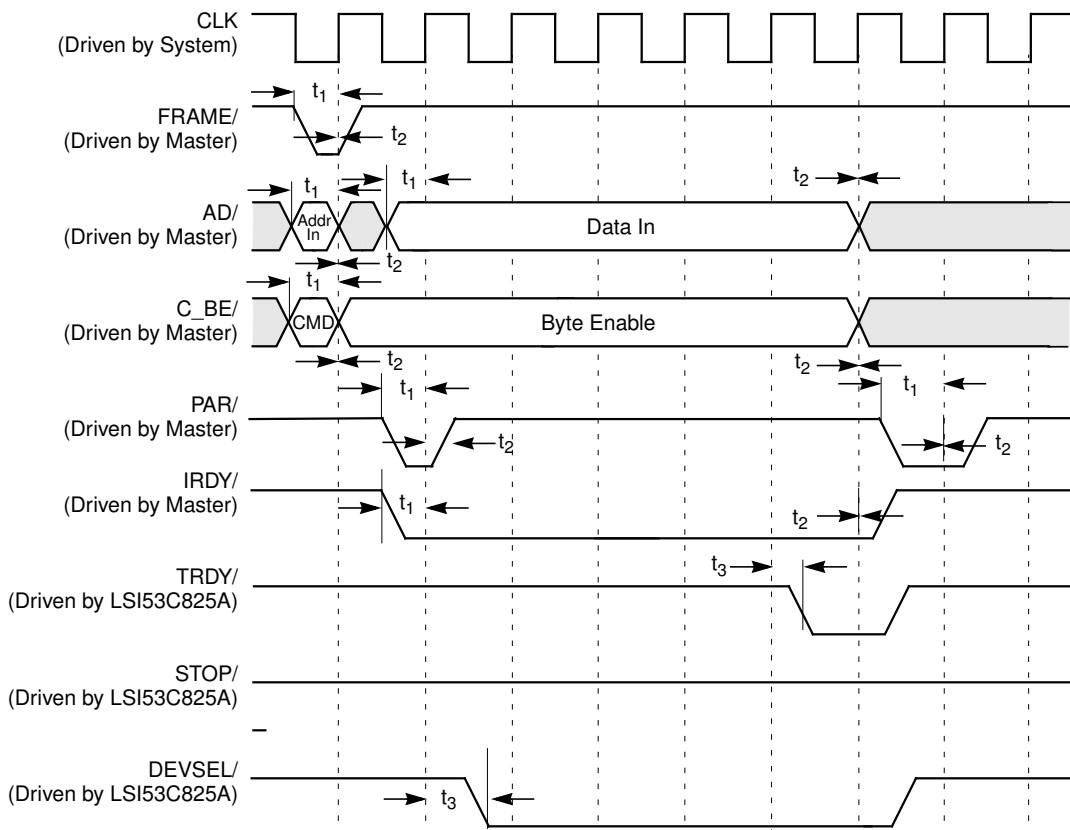 CLK
(Driven by System)
t1
FRAME/
(Driven by Master)
t2
t1
t1
t2
AD/
(Driven by Master)
Addr
In
Data In
t2
t1
C_BE/
(Driven by Master)
CMD
Byte Enable
t2
t2
t1
t1
PAR/
(Driven by Master)
t2
t2
IRDY/
(Driven by Master)
t1
t2
t3
TRDY/
(Driven by LSI53C825A)
STOP/
(Driven by LSI53C825A)
DEVSEL/
(Driven by LSI53C825A)
t3